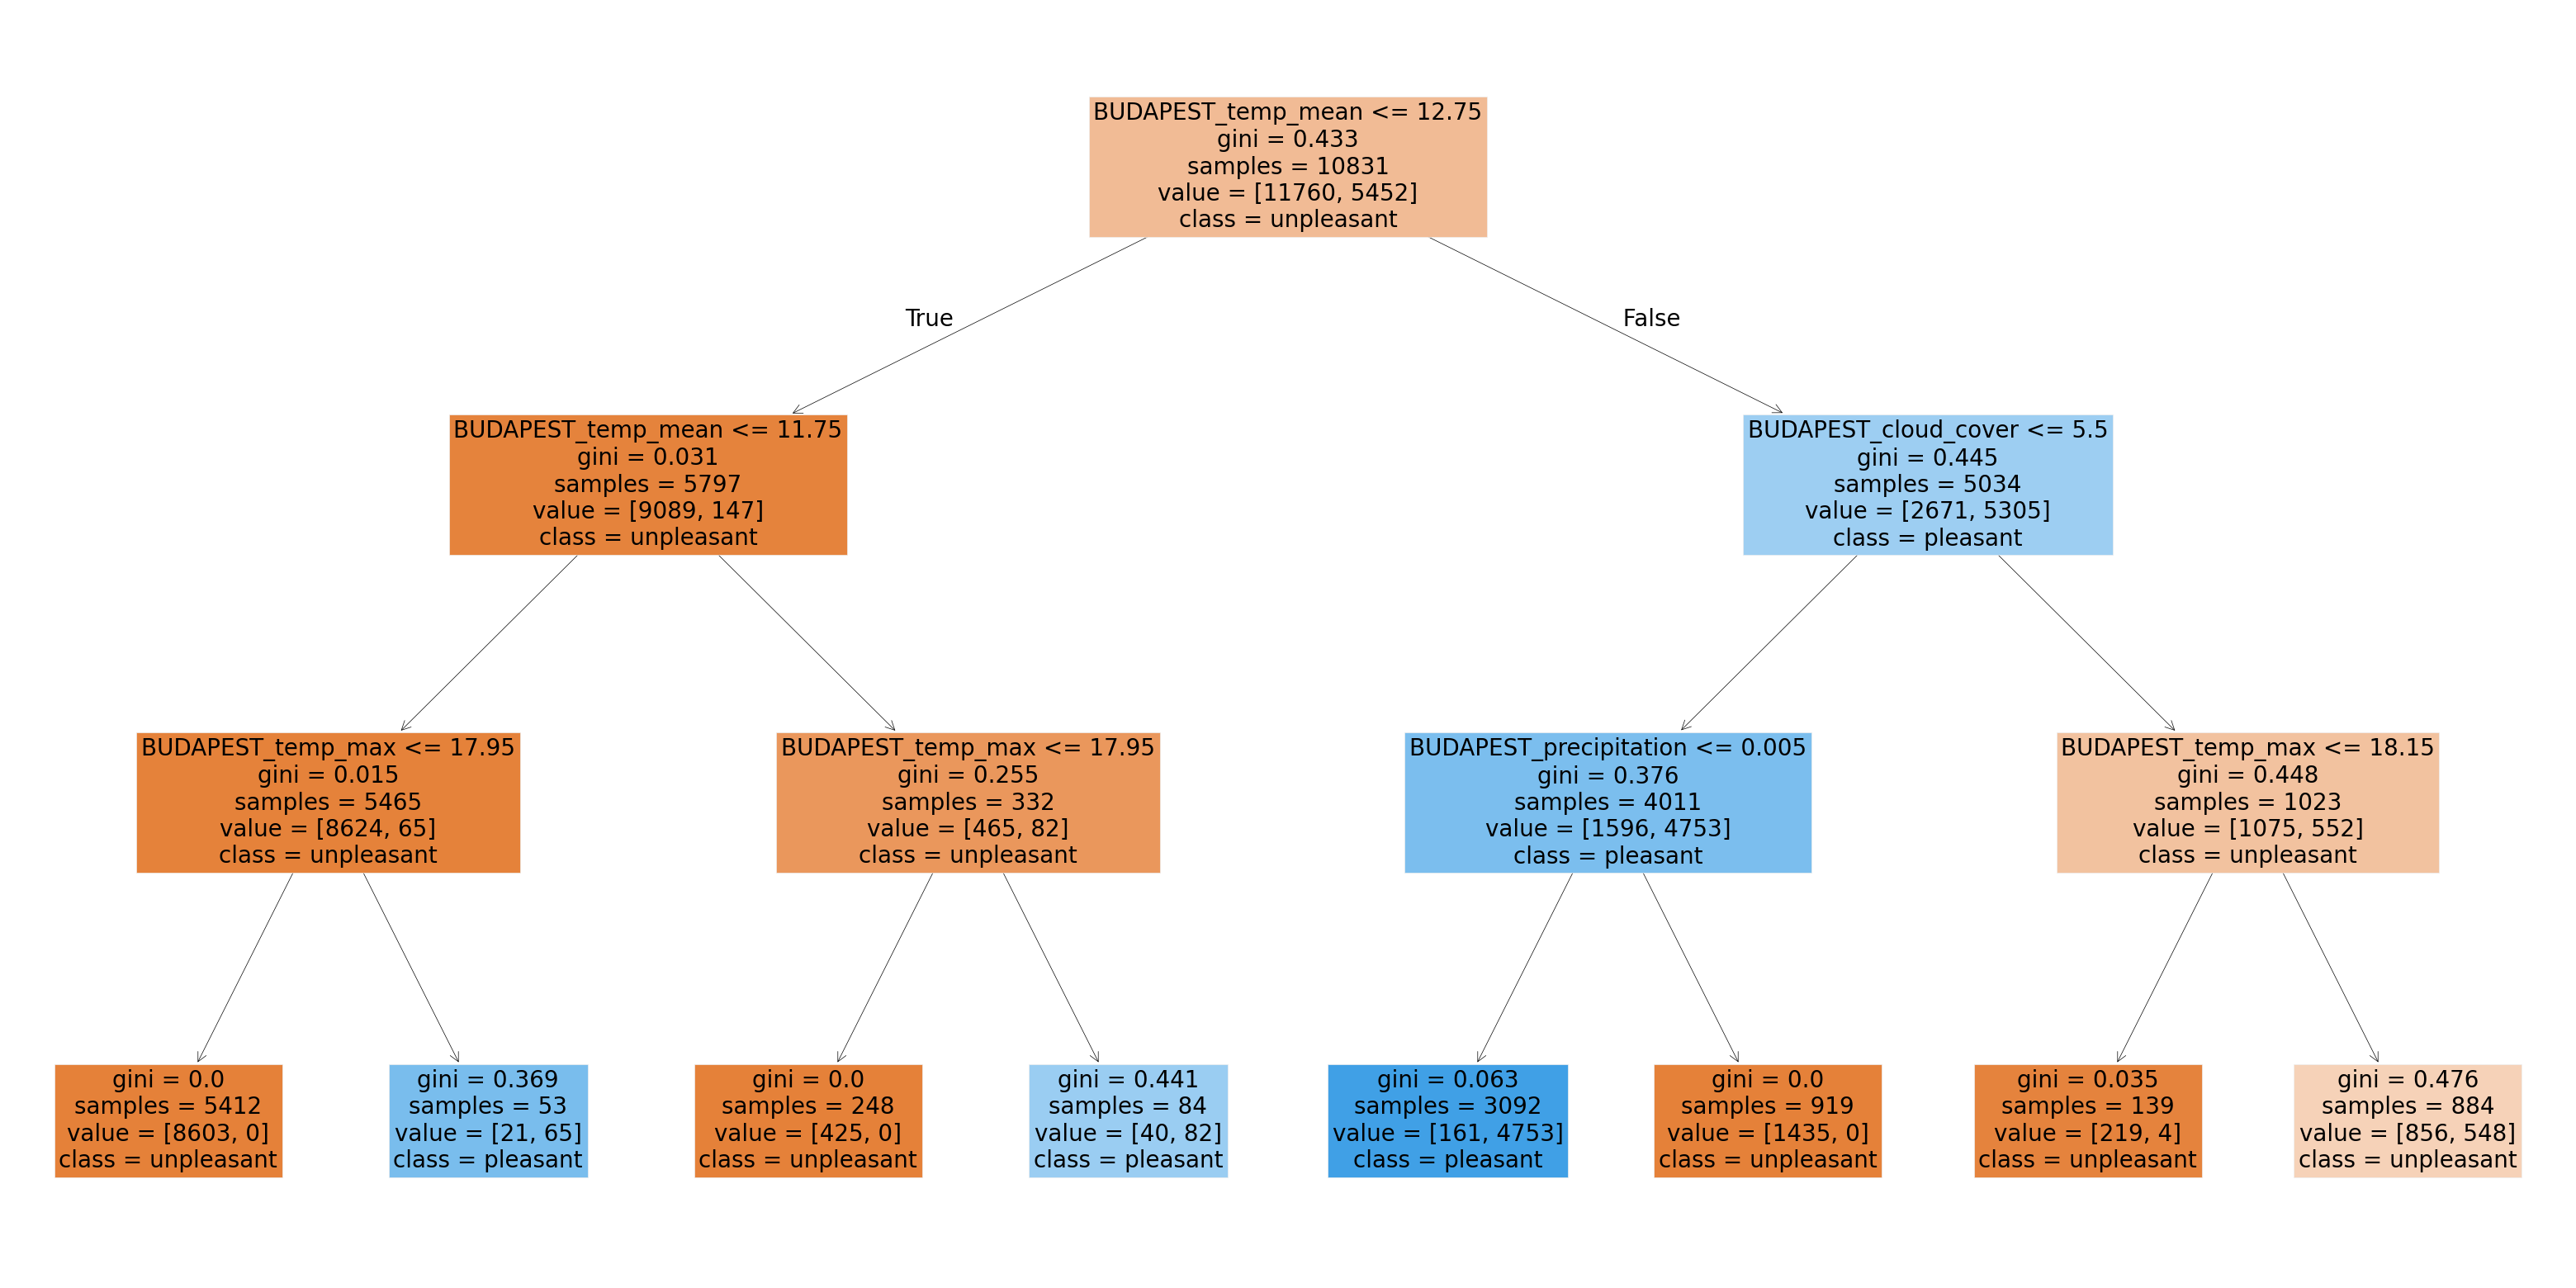 BUDAPEST_temp_mean <= 12.75
gini = 0.433
samples = 10831
value = [11760, 5452]
class = unpleasant
True
False
BUDAPEST_temp_mean <= 11.75
gini = 0.031
samples = 5797
value = [9089, 147]
class = unpleasant
BUDAPEST_cloud_cover <= 5.5
gini = 0.445
samples = 5034
value = [2671, 5305]
class = pleasant
BUDAPEST_temp_max <= 17.95
gini = 0.015
samples = 5465
value = [8624, 65]
class = unpleasant
BUDAPEST_temp_max <= 17.95
gini = 0.255
samples = 332
value = [465, 82]
class = unpleasant
BUDAPEST_precipitation <= 0.005
gini = 0.376
samples = 4011
value = [1596, 4753]
class = pleasant
BUDAPEST_temp_max <= 18.15
gini = 0.448
samples = 1023
value = [1075, 552]
class = unpleasant
gini = 0.0
samples = 5412
value = [8603, 0]
class = unpleasant
gini = 0.369
samples = 53
value = [21, 65]
class = pleasant
gini = 0.0
samples = 248
value = [425, 0]
class = unpleasant
gini = 0.441
samples = 84
value = [40, 82]
class = pleasant
gini = 0.063
samples = 3092
value = [161, 4753]
class = pleasant
gini = 0.0
samples = 919
value = [1435, 0]
class = unpleasant
gini = 0.035
samples = 139
value = [219, 4]
class = unpleasant
gini = 0.476
samples = 884
value = [856, 548]
class = unpleasant